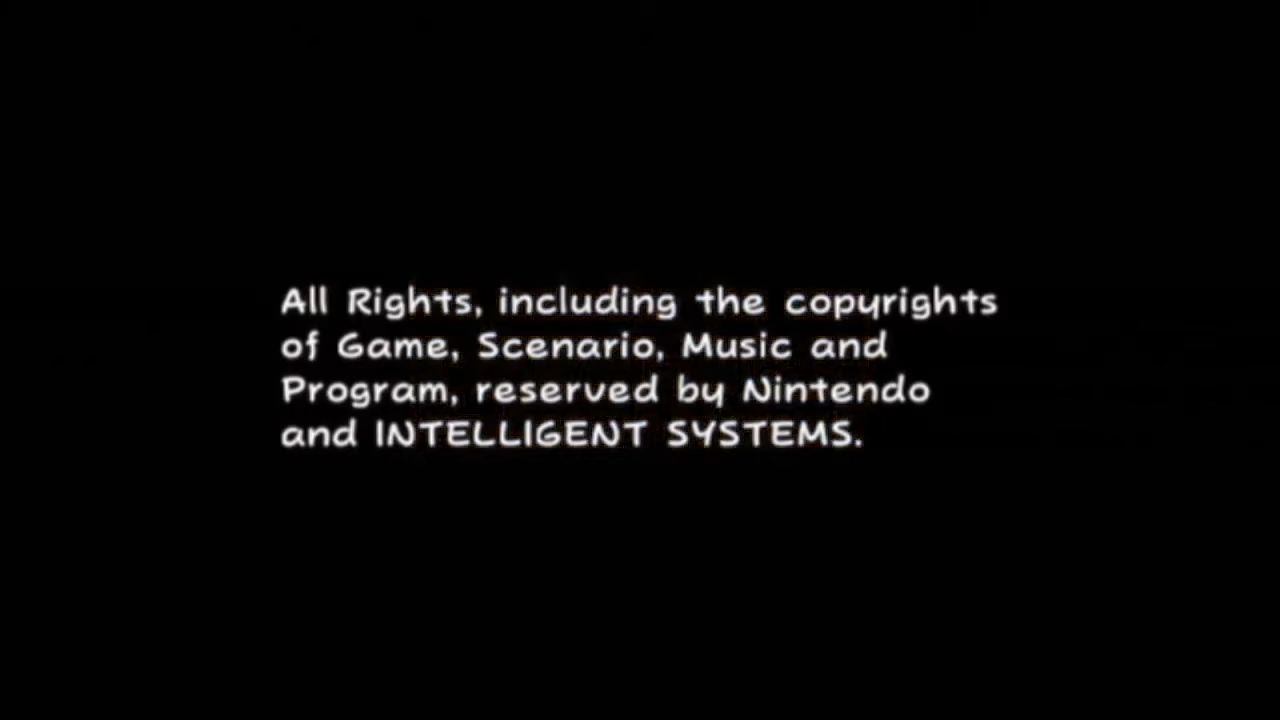 All Rights, including the copyrights
of Game, Scenario, Music and
Program, reserved by Nintendo
and INTELLIGENT SYSTEMS.